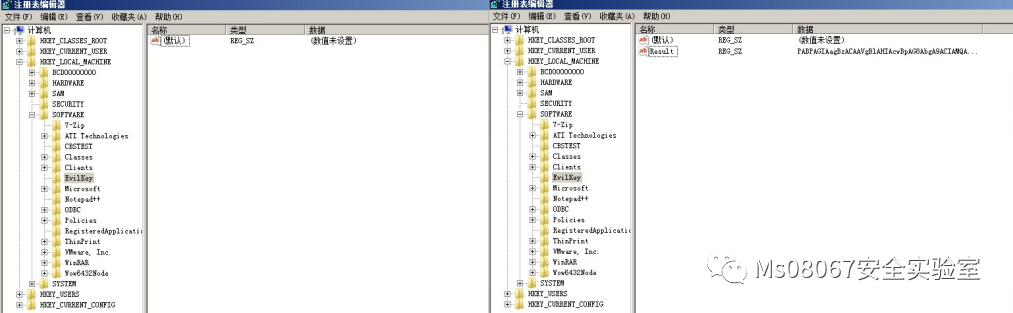 注册表编辑器
文件(F) 编辑(E) 查看(V) 收藏夹(A) 帮助(H)
计算机
HKEY_CLASSES_ROOT
HKEY_CURRENT_USER
HKEY_LOCAL_MACHINE
BCD00000000
HARDWARE
SAM
SECURITY
SOFTWARE
7-Zip
ATI Technologies
CBSTEST
Classes
Clients
EvilKey
Microsoft
Notepad++
ODBC
Policies
RegisteredApplicatio
ThinPrint
VMware, Inc.
WinRAR
Wow6432Node
SYSTEM
HKEY_USERS
HKEY_CURRENT_CONFIG
名称 类型 数据
(默认) REG_SZ (数值未设置)
注册表编辑器
文件(F) 编辑(E) 查看(V) 收藏夹(A) 帮助(H)
计算机
HKEY_CLASSES_ROOT
HKEY_CURRENT_USER
HKEY_LOCAL_MACHINE
BCD00000000
HARDWARE
SAM
SECURITY
SOFTWARE
7-Zip
ATI Technologies
CBSTEST
Classes
Clients
EvilKey
Microsoft
Notepad++
ODBC
Policies
RegisteredApplicatio
ThinPrint
VMware, Inc.
WinRAR
Wow6432Node
SYSTEM
HKEY_USERS
HKEY_CURRENT_CONFIG
名称 类型 数据
(默认) REG_SZ (数值未设置)
Result REG_SZ
Ms08067安全实验室